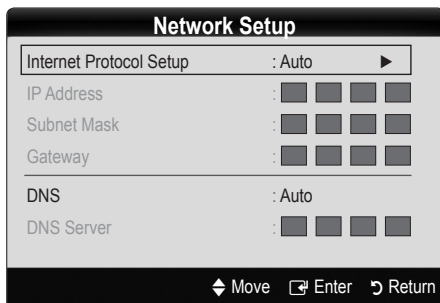 Network Setup
Internet Protocol Setup : Auto ►
IP Address :
Subnet Mask :
Gateway :
DNS : Auto
DNS Server :
Move Enter Return